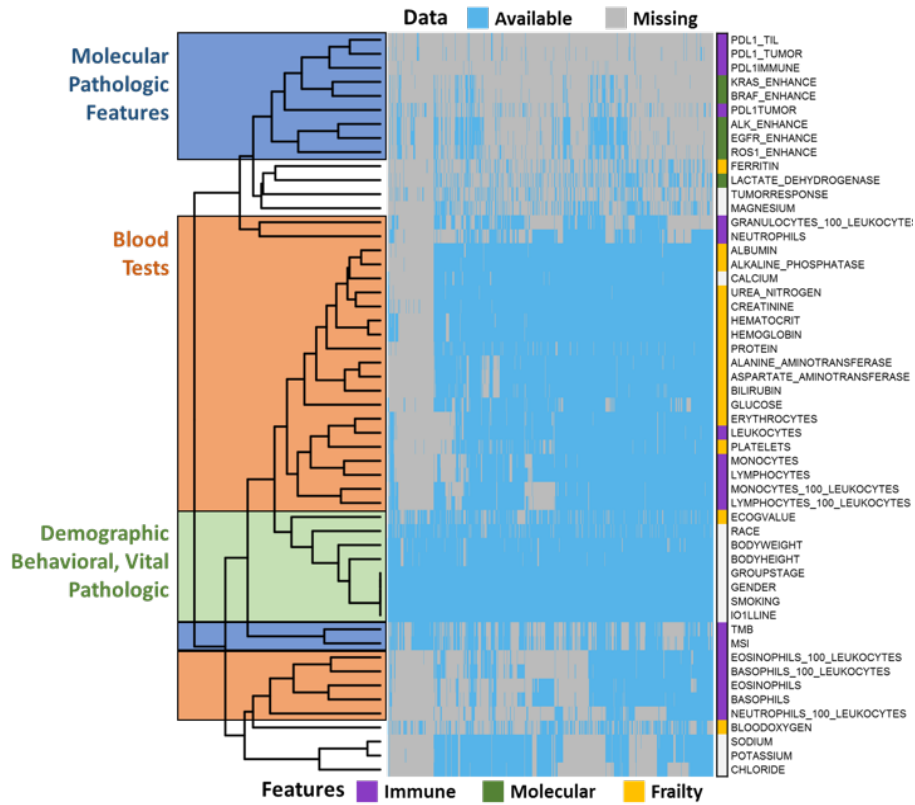 Data Available Missing
Molecular
Pathologic
Features
Blood
Tests
Demographic
Behavioral, Vital
Pathologic
PDL1_TIL
PDL1_TUMOR
PDL1IMMUNE
KRAS_ENHANCE
BRAF_ENHANCE
PDL1TUMOR
ALK_ENHANCE
EGFR_ENHANCE
ROS1_ENHANCE
FERRITIN
LACTATE_DEHYDROGENASE
TUMORRESPONSE
MAGNESIUM
GRANULOCYTES_100_LEUKOCYTES
NEUTROPHILS
ALBUMIN
ALKALINE_PHOSPHATASE
CALCIUM
UREA_NITROGEN
CREATININE
HEMATOCRIT
HEMOGLOBIN
PROTEIN
ALANINE_AMINOTRANSFERASE
ASPARTATE_AMINOTRANSFERASE
BILIRUBIN
GLUCOSE
ERYTHROCYTES
LEUKOCYTES
PLATELETS
MONOCYTES
LYMPHOCYTES
MONOCYTES_100_LEUKOCYTES
LYMPHOCYTES_100_LEUKOCYTES
ECOGVALUE
RACE
BODYWEIGHT
BODYHEIGHT
GROUPSTAGE
GENDER
SMOKING
IO1LLINE
TMB
MSI
EOSINOPHILS_100_LEUKOCYTES
BASOPHILS_100_LEUKOCYTES
EOSINOPHILS
BASOPHILS
NEUTROPHILS_100_LEUKOCYTES
BLOODOXYGEN
SODIUM
POTASSIUM
CHLORIDE
Features Immune Molecular Frailty